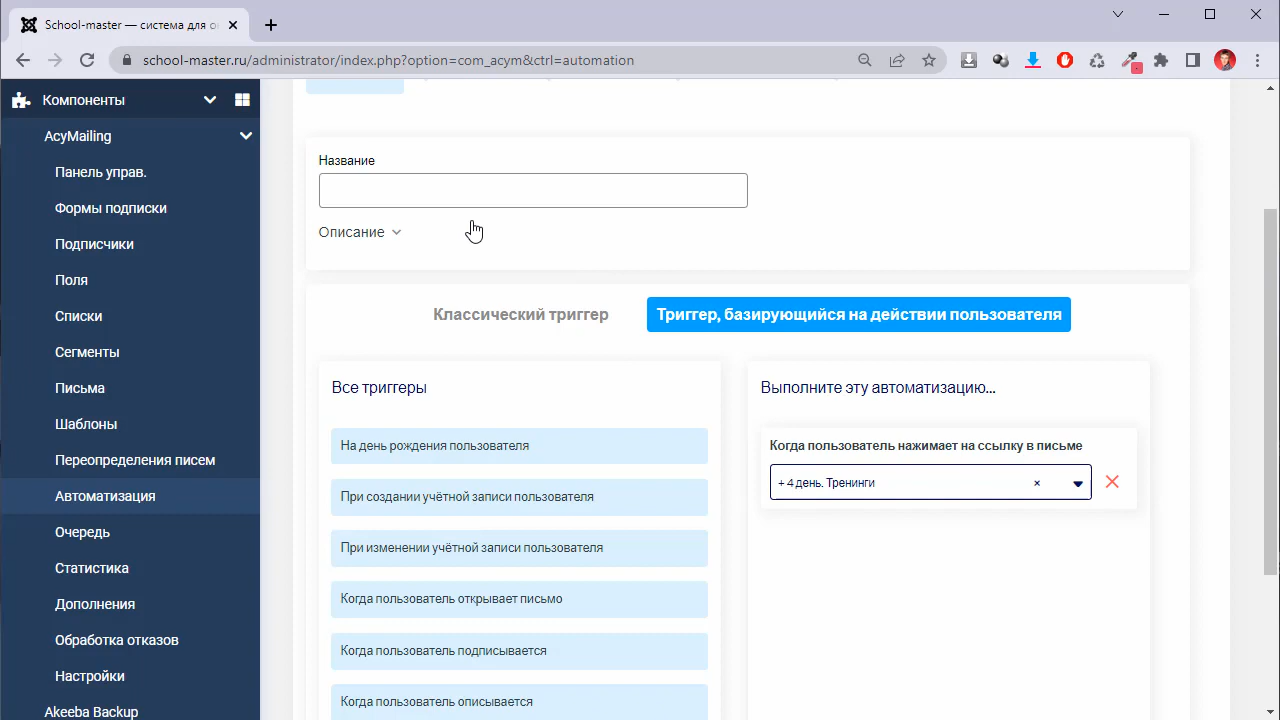 School-master — система для о
school-master.ru/administrator/index.php?option=com_acym&ctrl=automation
Компоненты
AcyMailing
Панель управ.
Формы подписки
Подписчики
Поля
Списки
Сегменты
Письма
Шаблоны
Переопределения писем
Автоматизация
Очередь
Статистика
Дополнения
Обработка отказов
Настройки
Akeeba Backup
Название
Описание
Классический триггер
Триггер, базирующийся на действии пользователя
Все триггеры
На день рождения пользователя
При создании учётной записи пользователя
При изменении учётной записи пользователя
Когда пользователь открывает письмо
Когда пользователь подписывается
Когда пользователь описывается
Выполните эту автоматизацию...
Когда пользователь нажимает на ссылку в письме
+ 4 день. Тренинги ×